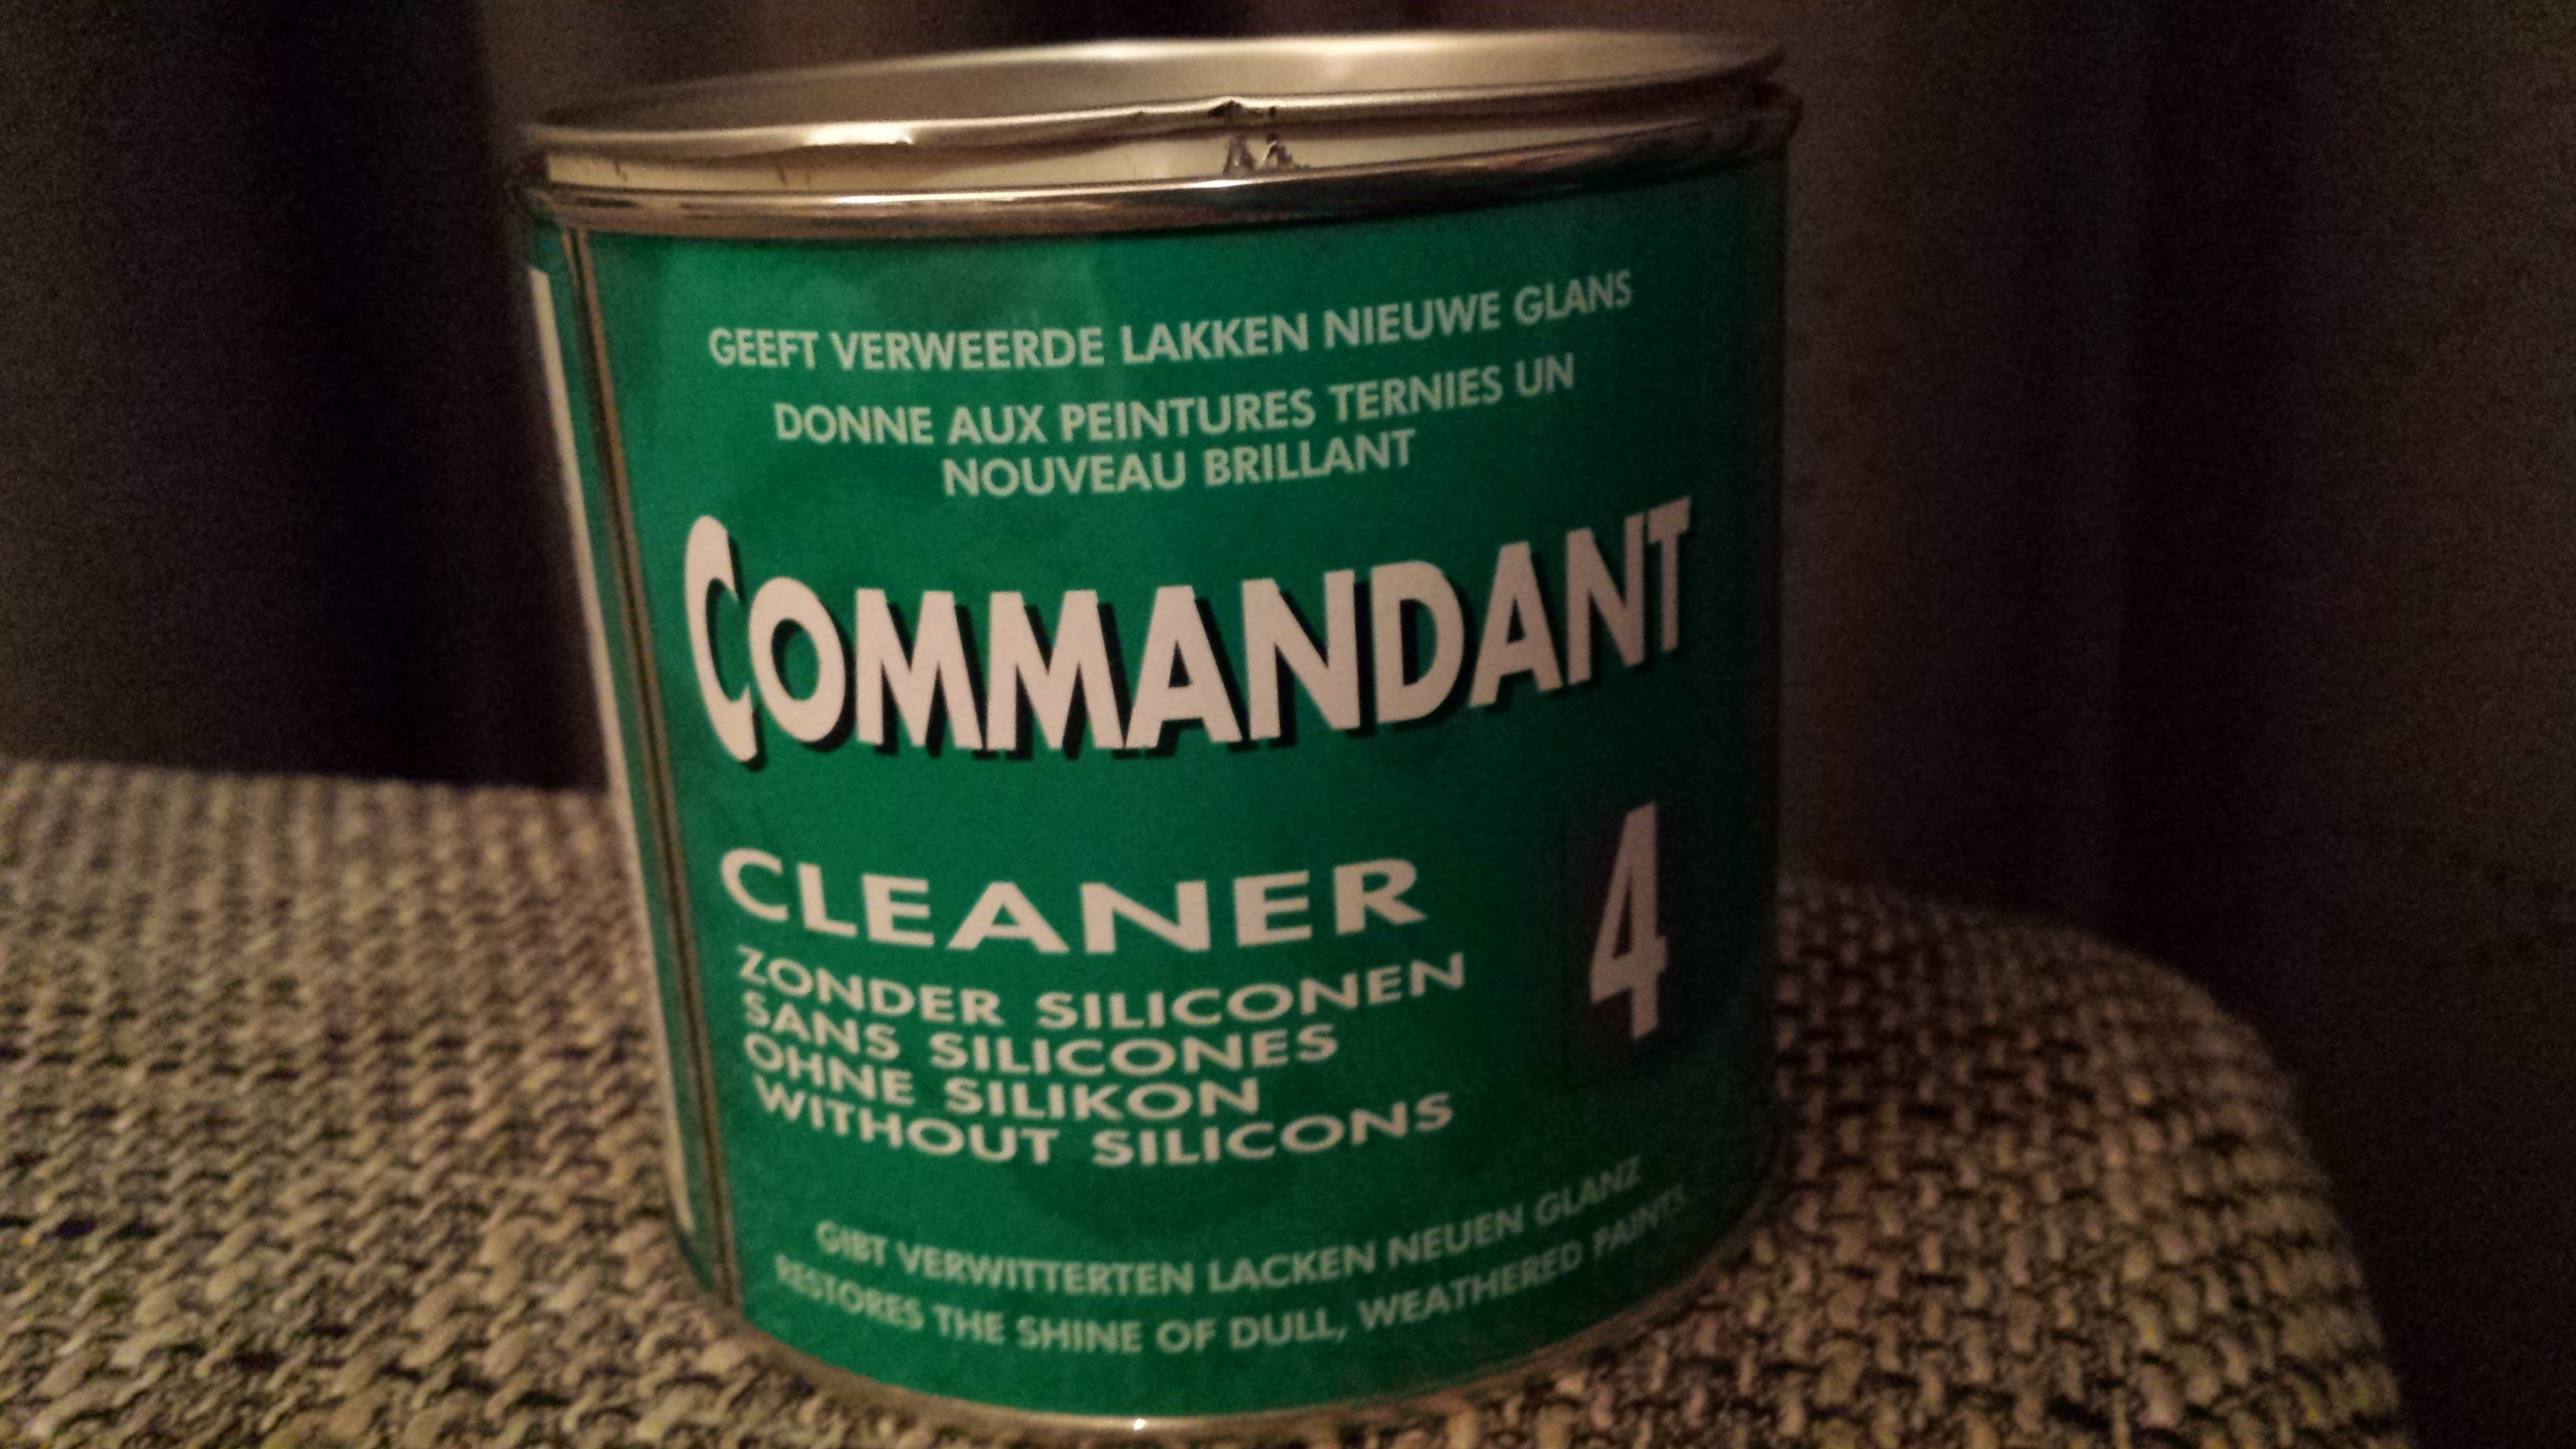 GEEFT VERWEERDE LAKKEN NIEUWE GLANS
DONNE AUX PEINTURES TERNIES UN
NOUVEAU BRILLANT
COMMANDANT
CLEANER
4
ZONDER SILICONEN
SANS SILICONES
OHNE SILIKON
WITHOUT SILICONS
GIBT VERWITTERTEN LACKEN NEUEN GLANZ
RESTORES THE SHINE OF DULL, WEATHERED PAINTS